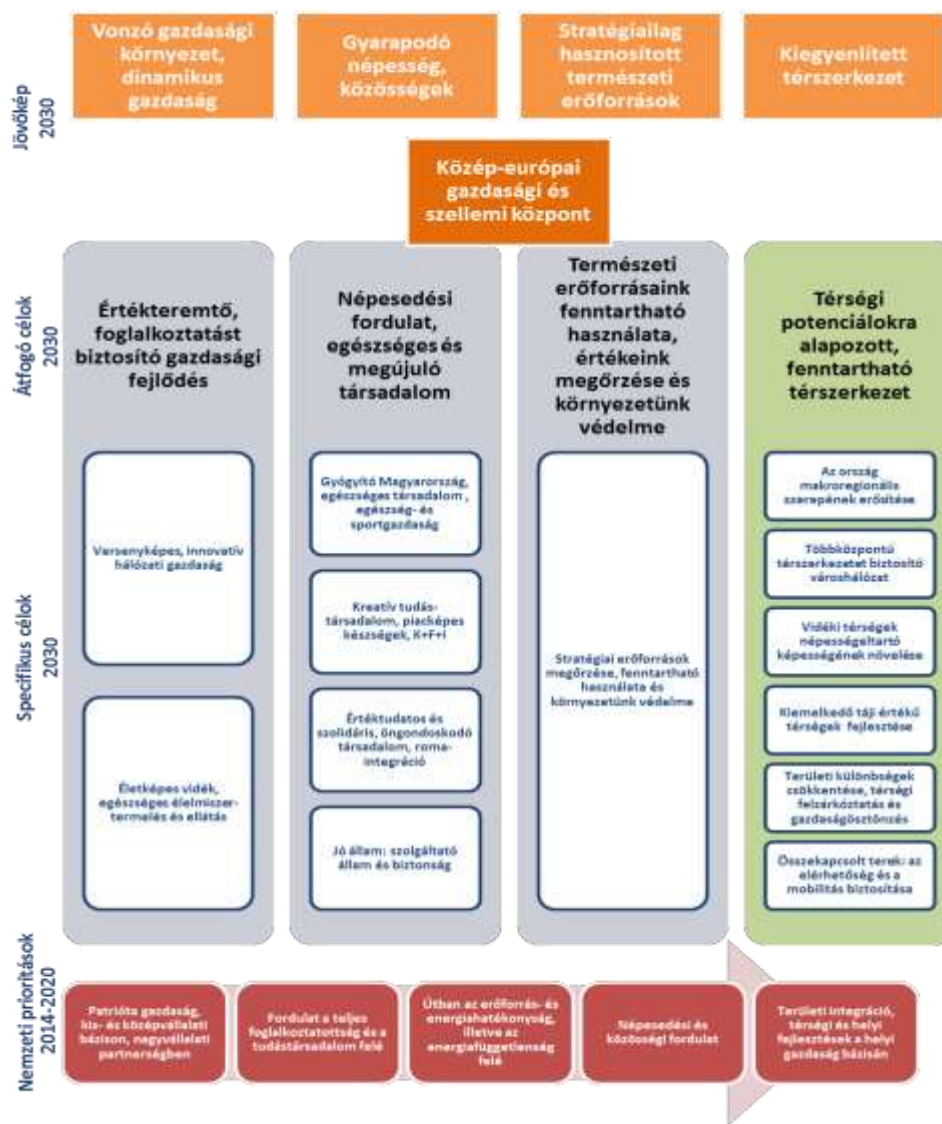 Jövőkép
2030
Vonzó gazdasági
környezet,
dinamikus
gazdaság
Gyarapodó
népesség,
közösségek
Stratégiailag
hasznosított
természeti
erőforrások
Kiegyenlített
térszerkezet
Közép-európai
gazdasági és
szellemi központ
Átfogó célok
2030
Értékteremtő,
foglalkoztatást
biztosító gazdasági
fejlődés
Népesedési
fordulat,
egészséges és
megújuló
társadalom
Természeti
erőforrásaink
fenntartható
használata,
értékeink
megőrzése és
környezetünk
védelme
Térségi
potenciálokra
alapozott,
fenntartható
térszerkezet
Specifikus célok
2030
Versenyképes, innovatív
hálózati gazdaság
Életképes vidék,
egészséges élelmiszer-
termelés és ellátás
Gyógyító Magyarország,
egészséges társadalom ,
egészség- és
sportgazdaság
Kreatív tudás-
társadalom, piacképes
készségek, K+F+i
Értéktudatos és
szolidáris, öngondoskodó
társadalom, roma-
integráció
Jó állam: szolgáltató
állam és biztonság
Stratégiai erőforrások
megőrzése, fenntartható
használata és
környezetünk védelme
Az ország
makroregionális
szerepének erősítése
Többközpontú
térszerkezetet biztosító
városhálózat
Vidéki térségek
népességeltartó
képességének növelése
Kiemelkedő táji értékű
térségek fejlesztése
Területi különbségek
csökkentése, térségi
felzárkóztatás és
gazdaságösztönzés
Összekapcsolt terek: az
elérhetőség és a
mobilitás biztosítása
Nemzeti prioritások
2014-2020
Patrióta gazdaság,
kis- és középvállalati
bázison, nagyvállalati
partnerségben
Fordulat a teljes
foglalkoztatottság és a
tudástársadalom felé
Útban az erőforrás- és
energiahatékonyság,
illetve az
energiafüggetlenség
felé
Népesedési és
közösségi fordulat
Területi integráció,
térségi és helyi
fejlesztések a helyi
gazdaság bázisán